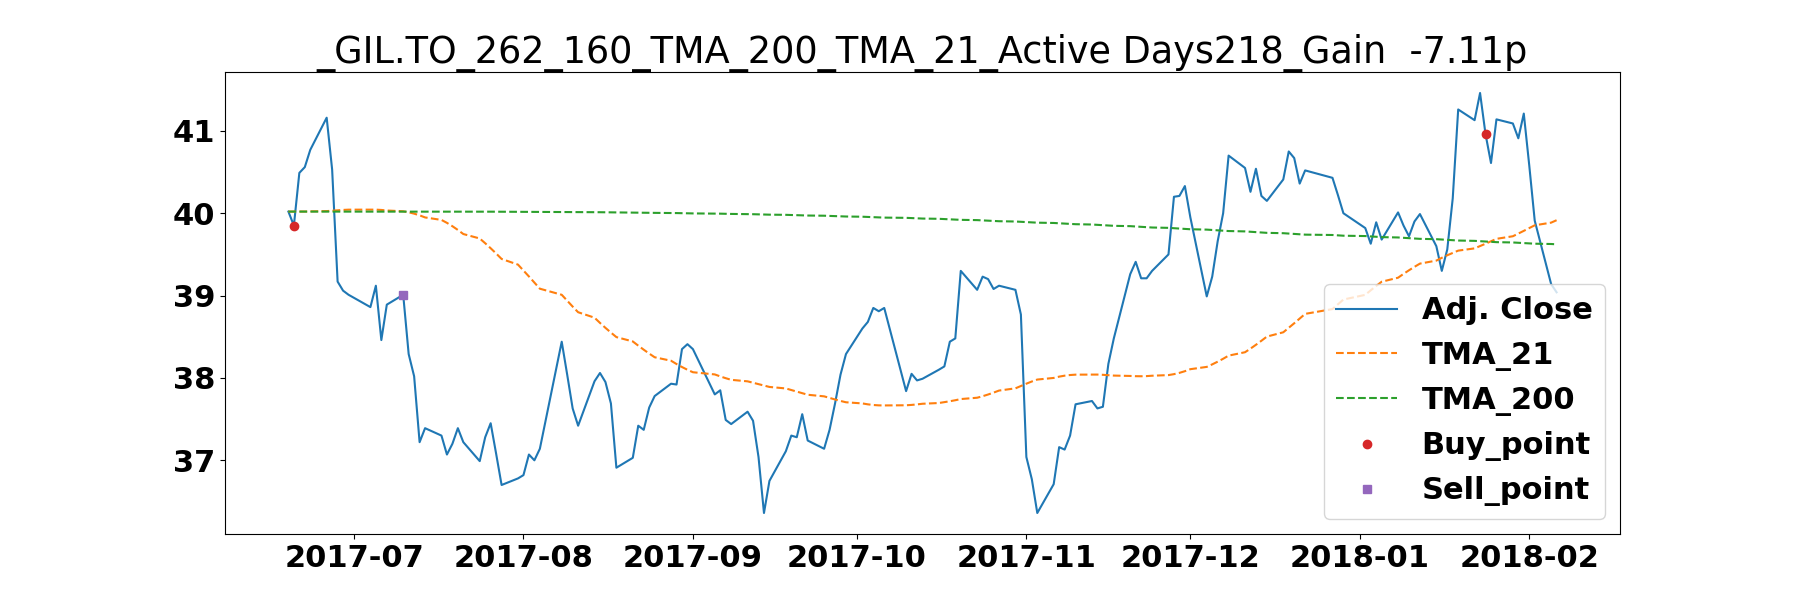 _GIL.TO_262_160_TMA_200_TMA_21_Active Days218_Gain  -7.11p
41
40
39
38
37
Adj. Close
TMA_21
TMA_200
Buy_point
Sell_point
2017-07 2017-08 2017-09 2017-10 2017-11 2017-12 2018-01 2018-02